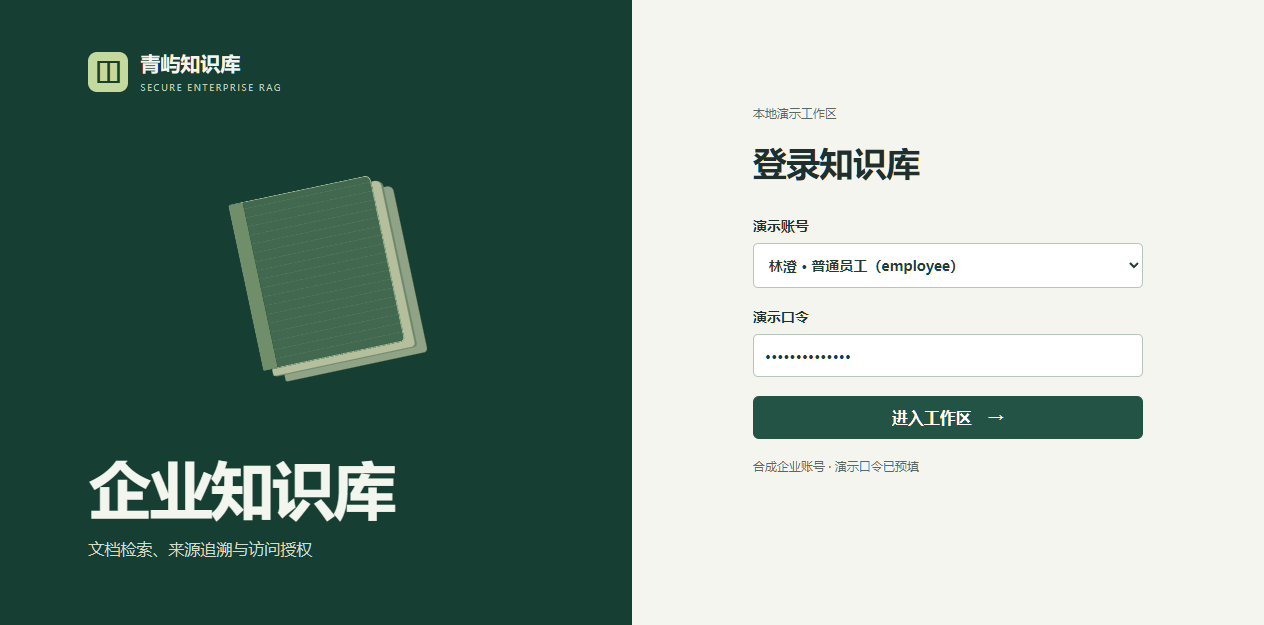 青屿知识库
SECURE ENTERPRISE RAG
企业知识库
文档检索、来源追溯与访问授权
本地演示工作区
登录知识库
演示账号
林澄 • 普通员工（employee）
演示口令
••••••••••••••
进入工作区 →
合成企业账号 · 演示口令已预填